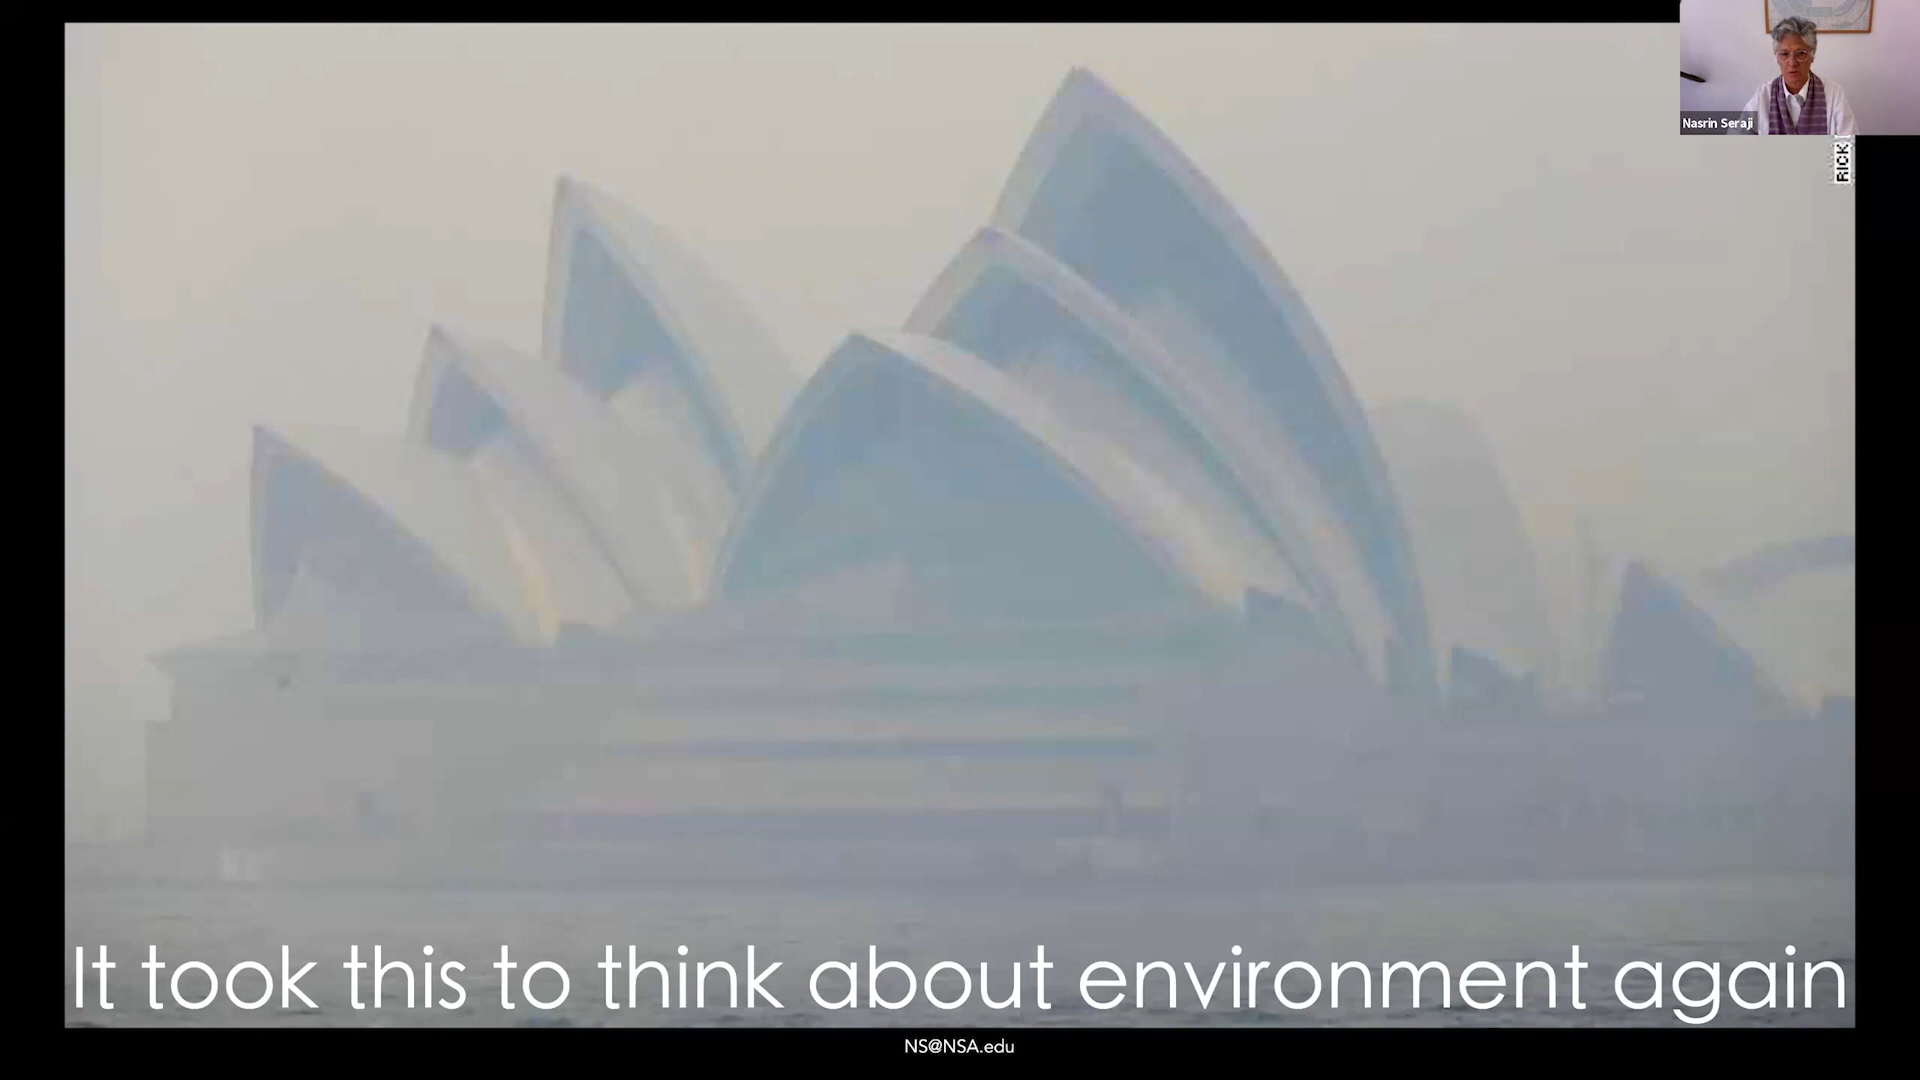 Nasrin Seraji
RICK
It took this to think about environment again
NS@NSA.edu